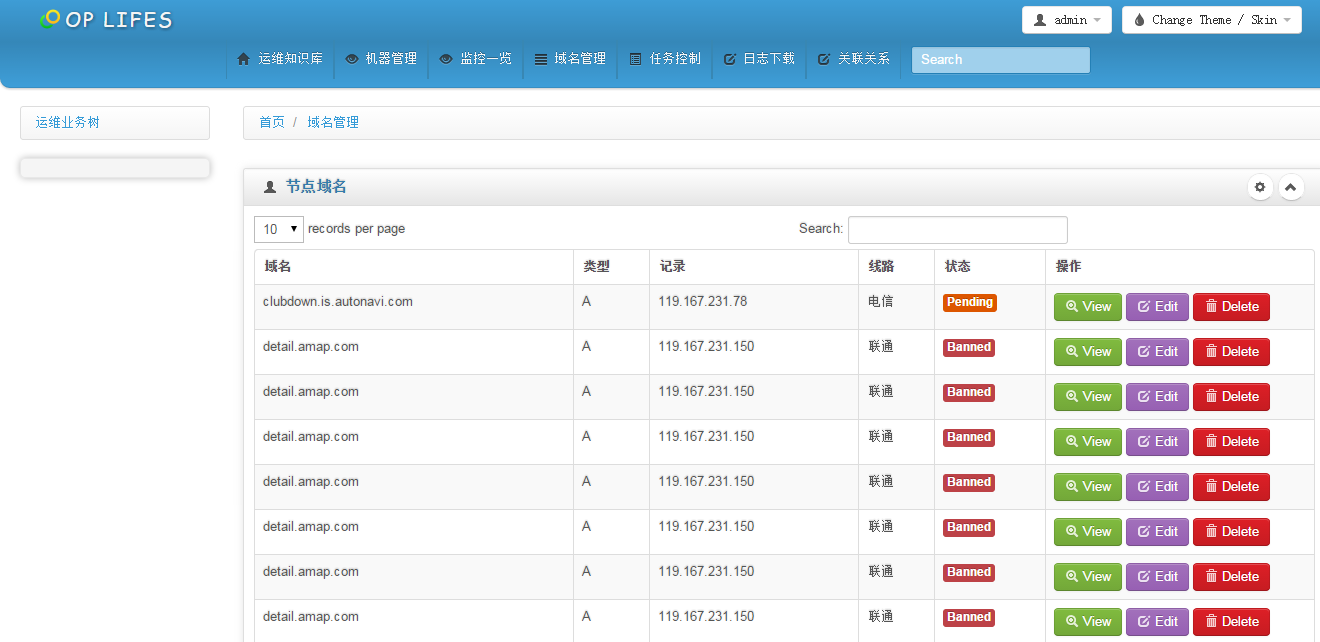 OP LIFES
admin
Change Theme / Skin
运维知识库 机器管理 监控一览 域名管理 任务控制 日志下载 关联关系 Search
运维业务树
首页 / 域名管理
节点域名
10 records per page Search:
域名 类型 记录 线路 状态 操作
clubdown.is.autonavi.com A 119.167.231.78 电信 Pending View Edit Delete
detail.amap.com A 119.167.231.150 联通 Banned View Edit Delete
detail.amap.com A 119.167.231.150 联通 Banned View Edit Delete
detail.amap.com A 119.167.231.150 联通 Banned View Edit Delete
detail.amap.com A 119.167.231.150 联通 Banned View Edit Delete
detail.amap.com A 119.167.231.150 联通 Banned View Edit Delete
detail.amap.com A 119.167.231.150 联通 Banned View Edit Delete
detail.amap.com A 119.167.231.150 联通 Banned View Edit Delete